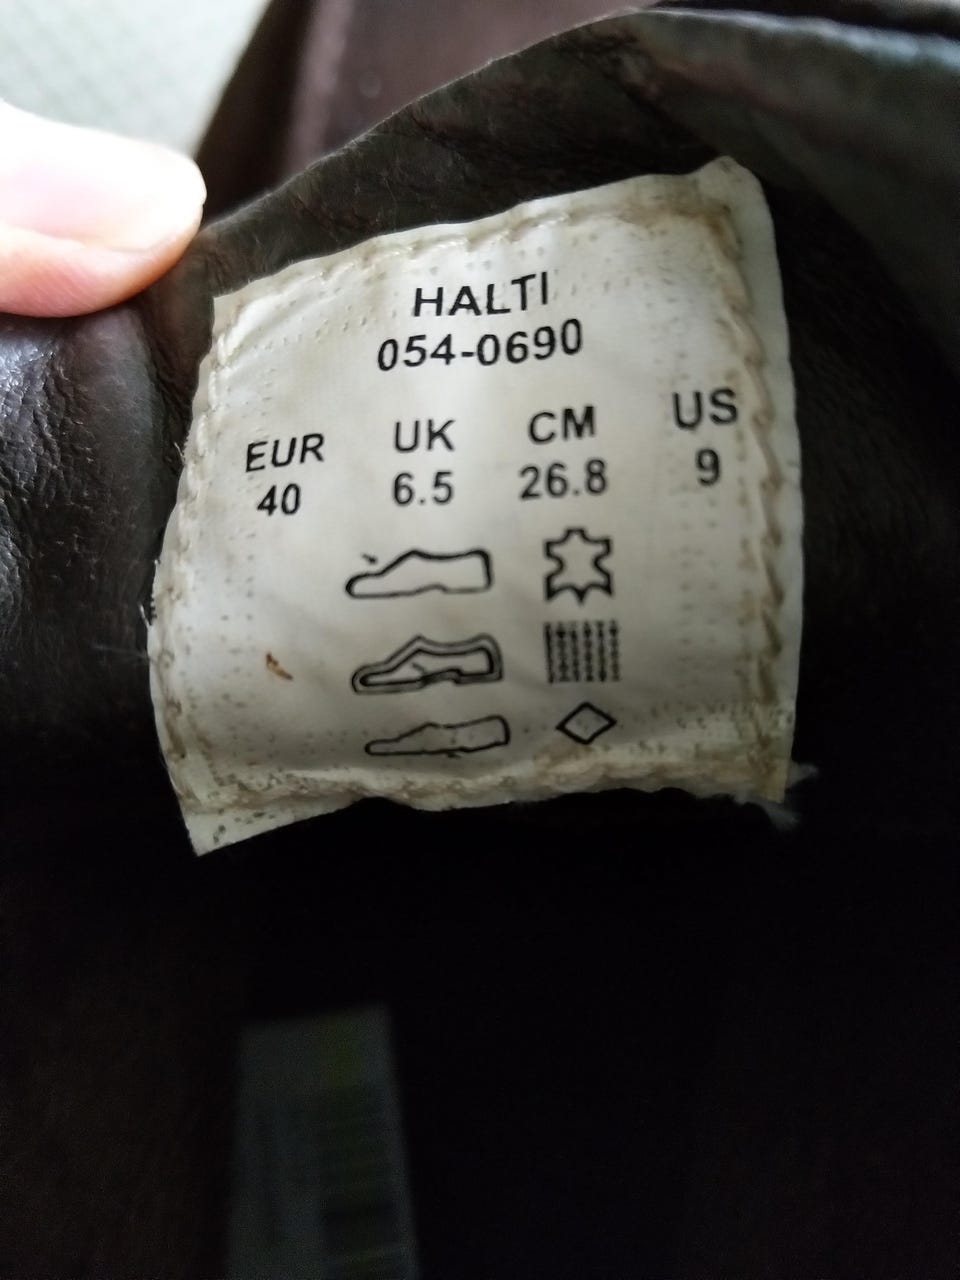 HALTI
054-0690
EUR UK CM US
40 6.5 26.8 9